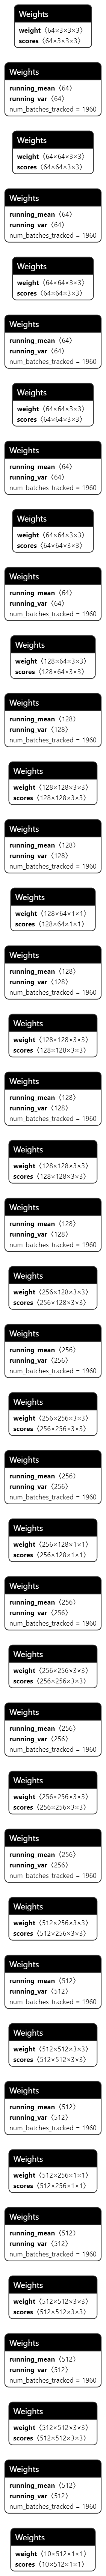 Weights
weight ⟨64×3×3×3⟩
scores ⟨64×3×3×3⟩
Weights
running_mean ⟨64⟩
running_var ⟨64⟩
num_batches_tracked = 1960
Weights
weight ⟨64×64×3×3⟩
scores ⟨64×64×3×3⟩
Weights
running_mean ⟨64⟩
running_var ⟨64⟩
num_batches_tracked = 1960
Weights
weight ⟨64×64×3×3⟩
scores ⟨64×64×3×3⟩
Weights
running_mean ⟨64⟩
running_var ⟨64⟩
num_batches_tracked = 1960
Weights
weight ⟨64×64×3×3⟩
scores ⟨64×64×3×3⟩
Weights
running_mean ⟨64⟩
running_var ⟨64⟩
num_batches_tracked = 1960
Weights
weight ⟨64×64×3×3⟩
scores ⟨64×64×3×3⟩
Weights
running_mean ⟨64⟩
running_var ⟨64⟩
num_batches_tracked = 1960
Weights
weight ⟨128×64×3×3⟩
scores ⟨128×64×3×3⟩
Weights
running_mean ⟨128⟩
running_var ⟨128⟩
num_batches_tracked = 1960
Weights
weight ⟨128×128×3×3⟩
scores ⟨128×128×3×3⟩
Weights
running_mean ⟨128⟩
running_var ⟨128⟩
num_batches_tracked = 1960
Weights
weight ⟨128×64×1×1⟩
scores ⟨128×64×1×1⟩
Weights
running_mean ⟨128⟩
running_var ⟨128⟩
num_batches_tracked = 1960
Weights
weight ⟨128×128×3×3⟩
scores ⟨128×128×3×3⟩
Weights
running_mean ⟨128⟩
running_var ⟨128⟩
num_batches_tracked = 1960
Weights
weight ⟨128×128×3×3⟩
scores ⟨128×128×3×3⟩
Weights
running_mean ⟨128⟩
running_var ⟨128⟩
num_batches_tracked = 1960
Weights
weight ⟨256×128×3×3⟩
scores ⟨256×128×3×3⟩
Weights
running_mean ⟨256⟩
running_var ⟨256⟩
num_batches_tracked = 1960
Weights
weight ⟨256×256×3×3⟩
scores ⟨256×256×3×3⟩
Weights
running_mean ⟨256⟩
running_var ⟨256⟩
num_batches_tracked = 1960
Weights
weight ⟨256×128×1×1⟩
scores ⟨256×128×1×1⟩
Weights
running_mean ⟨256⟩
running_var ⟨256⟩
num_batches_tracked = 1960
Weights
weight ⟨256×256×3×3⟩
scores ⟨256×256×3×3⟩
Weights
running_mean ⟨256⟩
running_var ⟨256⟩
num_batches_tracked = 1960
Weights
weight ⟨256×256×3×3⟩
scores ⟨256×256×3×3⟩
Weights
running_mean ⟨256⟩
running_var ⟨256⟩
num_batches_tracked = 1960
Weights
weight ⟨512×256×3×3⟩
scores ⟨512×256×3×3⟩
Weights
running_mean ⟨512⟩
running_var ⟨512⟩
num_batches_tracked = 1960
Weights
weight ⟨512×512×3×3⟩
scores ⟨512×512×3×3⟩
Weights
running_mean ⟨512⟩
running_var ⟨512⟩
num_batches_tracked = 1960
Weights
weight ⟨512×256×1×1⟩
scores ⟨512×256×1×1⟩
Weights
running_mean ⟨512⟩
running_var ⟨512⟩
num_batches_tracked = 1960
Weights
weight ⟨512×512×3×3⟩
scores ⟨512×512×3×3⟩
Weights
running_mean ⟨512⟩
running_var ⟨512⟩
num_batches_tracked = 1960
Weights
weight ⟨512×512×3×3⟩
scores ⟨512×512×3×3⟩
Weights
running_mean ⟨512⟩
running_var ⟨512⟩
num_batches_tracked = 1960
Weights
weight ⟨10×512×1×1⟩
scores ⟨10×512×1×1⟩